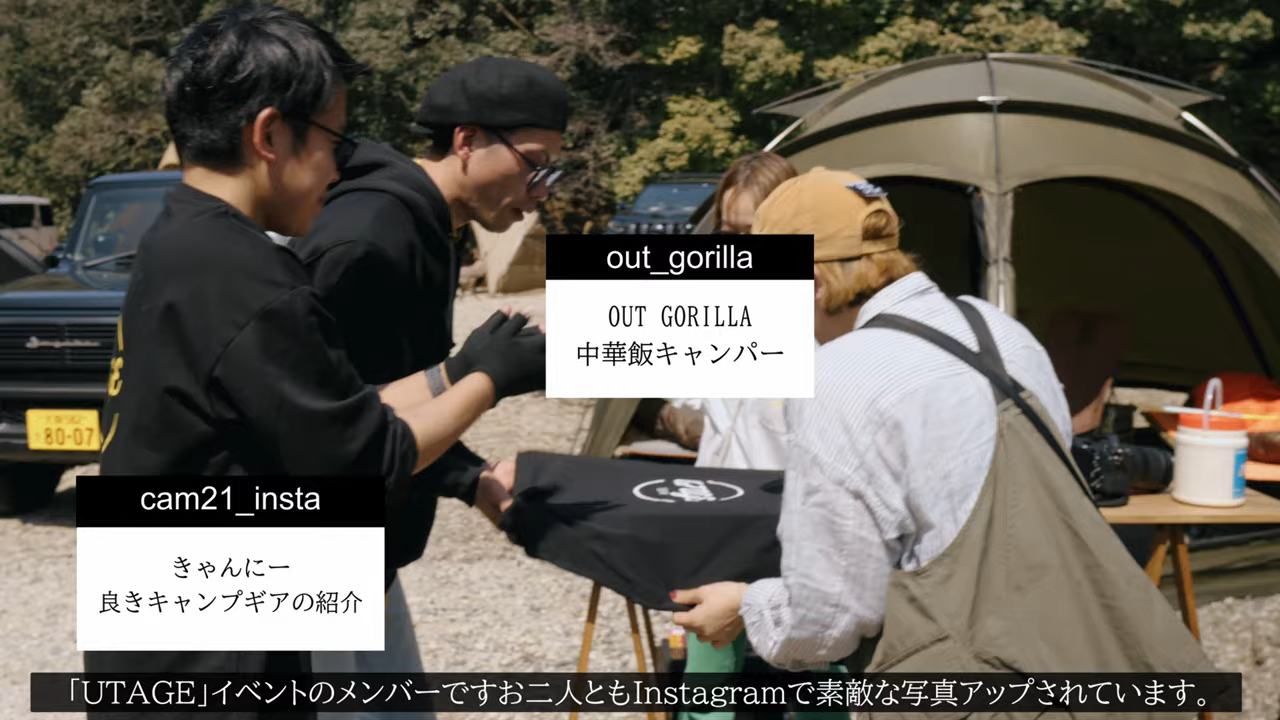 out_gorilla
OUT GORILLA
中華飯キャンパー
80-07
cam21_insta
きゃんにー
良きキャンプギアの紹介
「UTAGE」イベントのメンバーですお二人ともInstagramで素敵な写真アップされています。